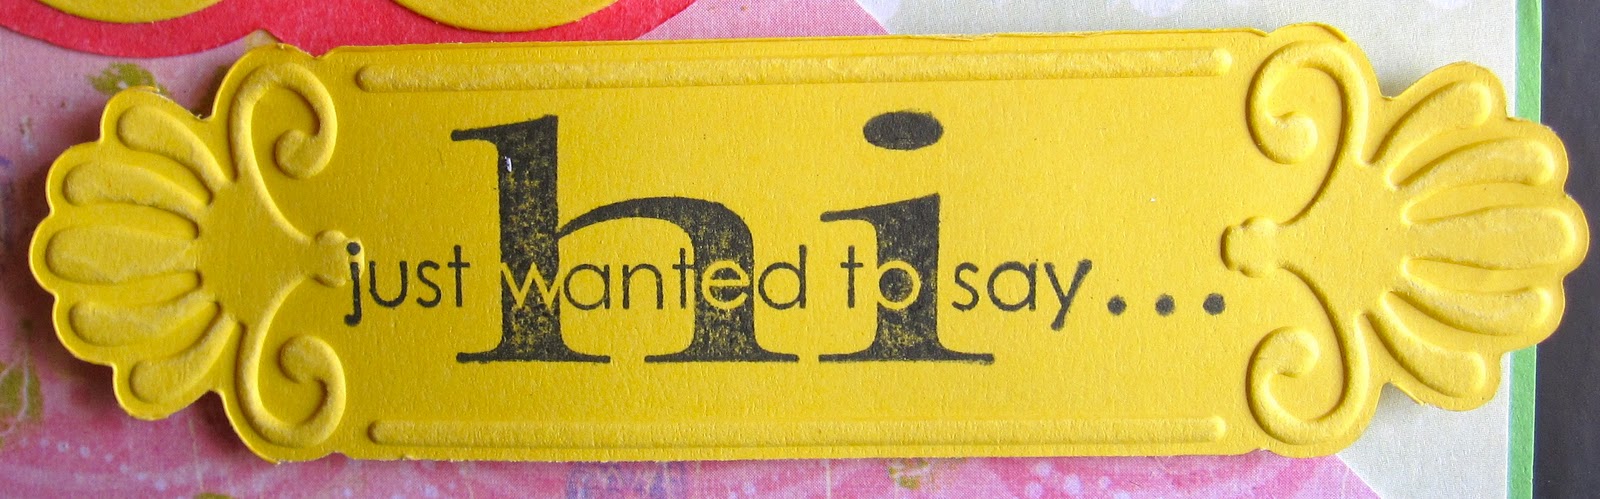 just wanted to say...
hi